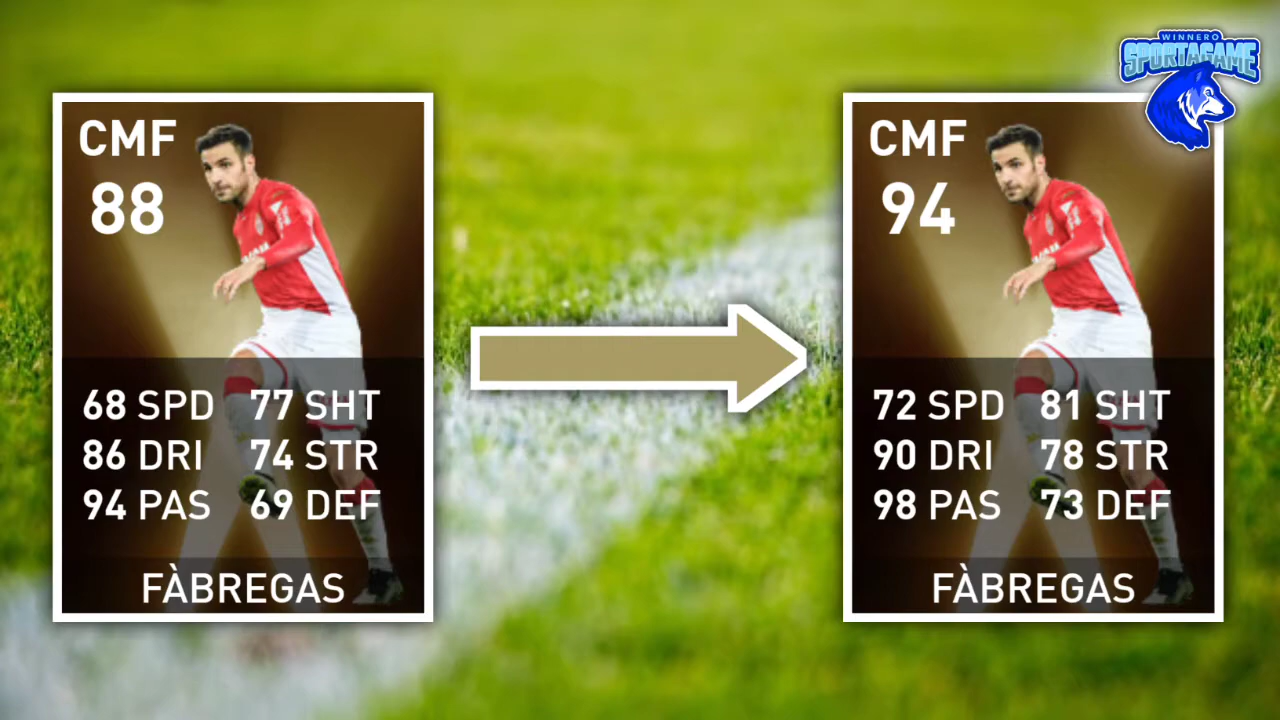 WINNERO
SPORTAGAME
CMF
88
68 SPD 77 SHT
86 DRI 74 STR
94 PAS 69 DEF
FÀBREGAS
CMF
94
72 SPD 81 SHT
90 DRI 78 STR
98 PAS 73 DEF
FÀBREGAS